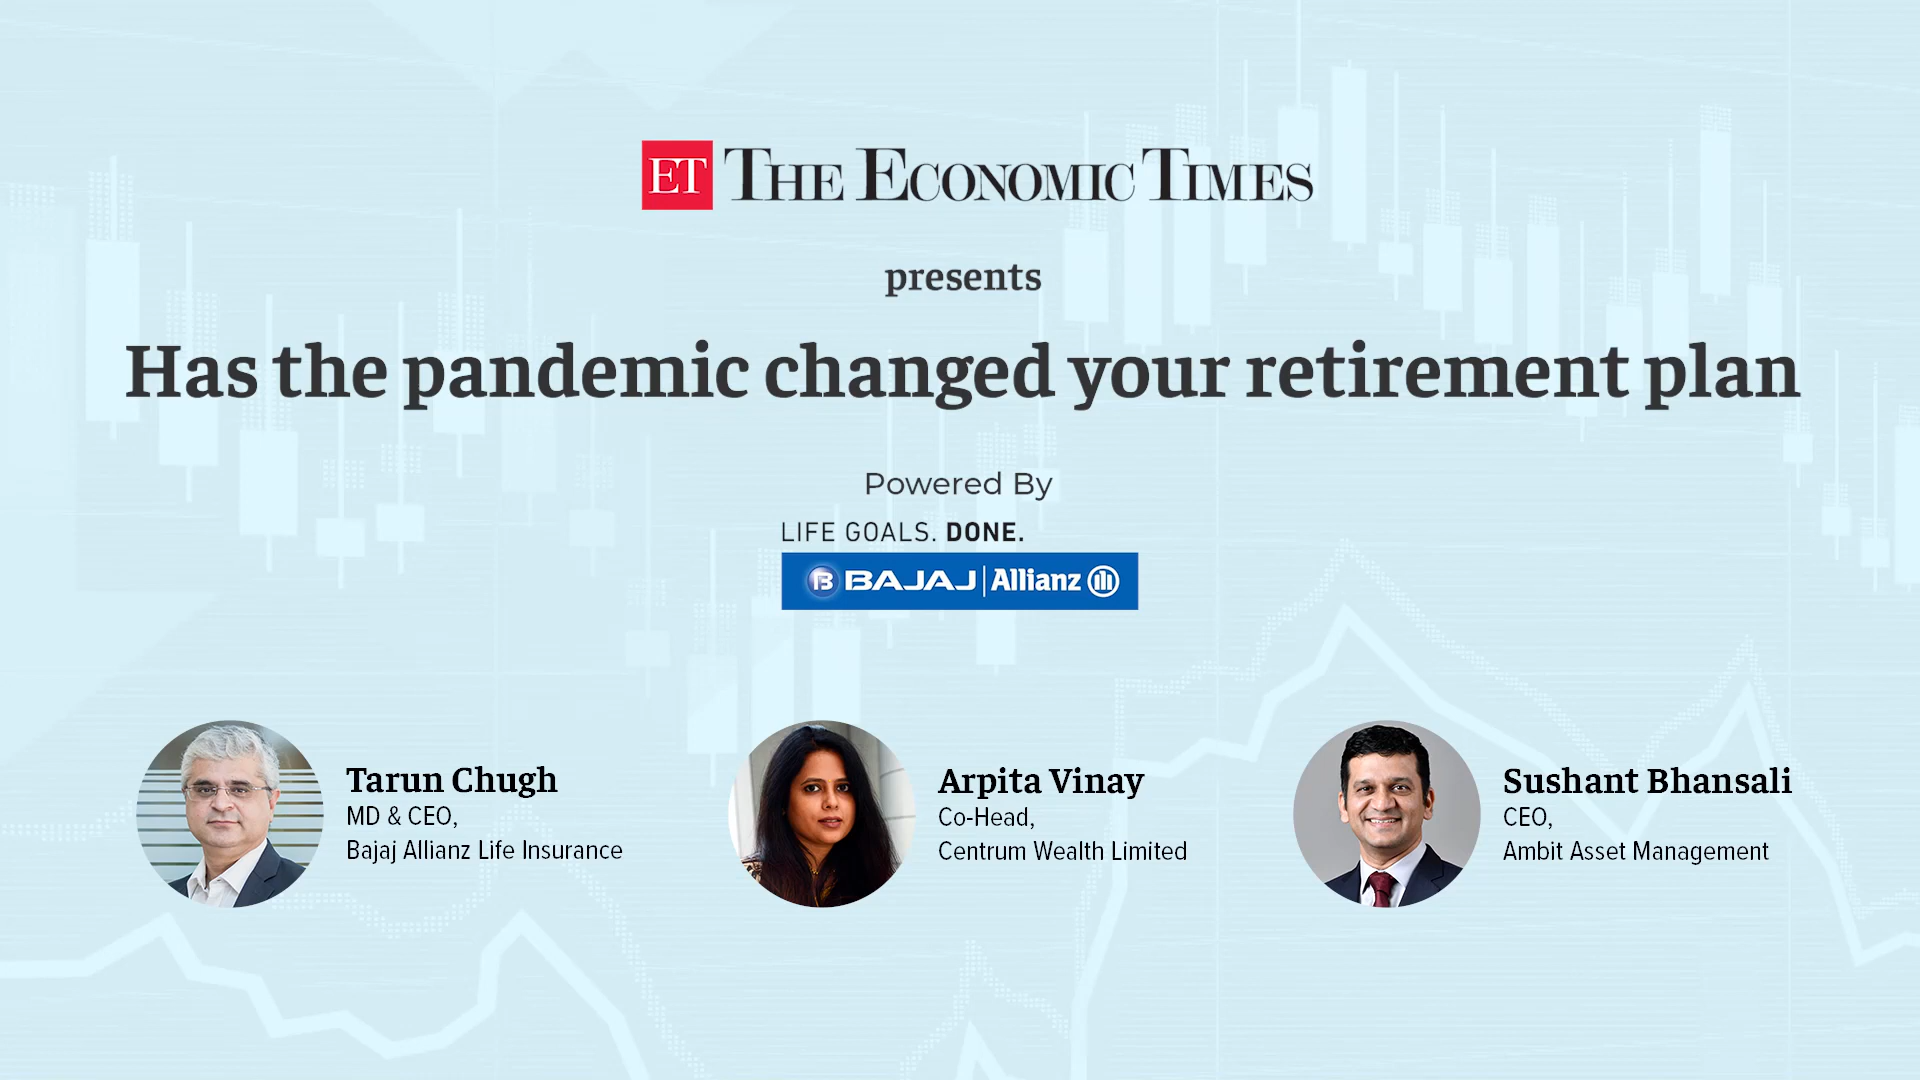 ET THE ECONOMIC TIMES
presents
Has the pandemic changed your retirement plan
Powered By
LIFE GOALS. DONE.
B BAJAJ Allianz
Tarun Chugh
MD & CEO,
Bajaj Allianz Life Insurance
Arpita Vinay
Co-Head,
Centrum Wealth Limited
Sushant Bhansali
CEO,
Ambit Asset Management